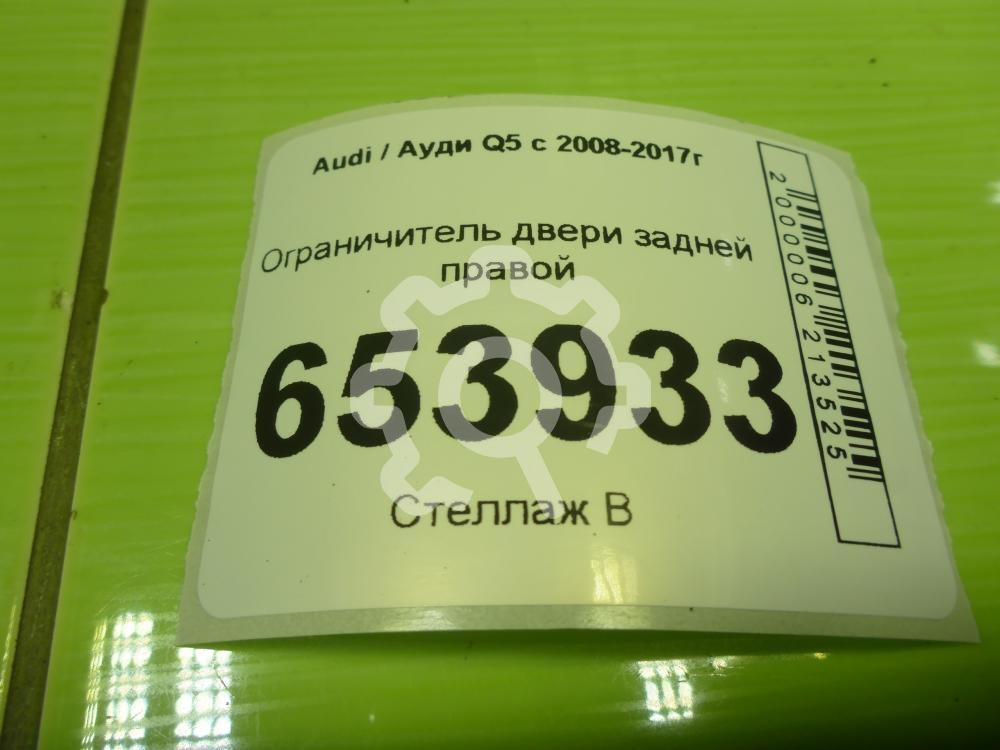 Audi / Ауди Q5 с 2008-2017г
Ограничитель двери задней
правой
653933
Стеллаж В
2000006213525